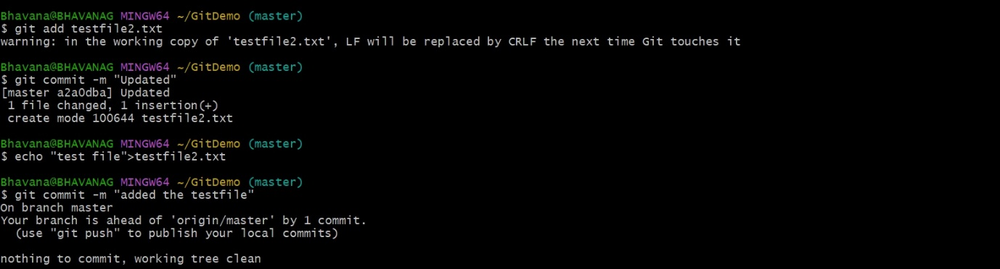 Bhavana@BHAVANAG MINGW64 ~/GitDemo (master)
$ git add testfile2.txt
warning: in the working copy of 'testfile2.txt', LF will be replaced by CRLF the next time Git touches it
Bhavana@BHAVANAG MINGW64 ~/GitDemo (master)
$ git commit -m "Updated"
[master a2a0dba] Updated
 1 file changed, 1 insertion(+)
 create mode 100644 testfile2.txt
Bhavana@BHAVANAG MINGW64 ~/GitDemo (master)
$ echo "test file">testfile2.txt
Bhavana@BHAVANAG MINGW64 ~/GitDemo (master)
$ git commit -m "added the testfile"
On branch master
Your branch is ahead of 'origin/master' by 1 commit.
  (use "git push" to publish your local commits)
nothing to commit, working tree clean